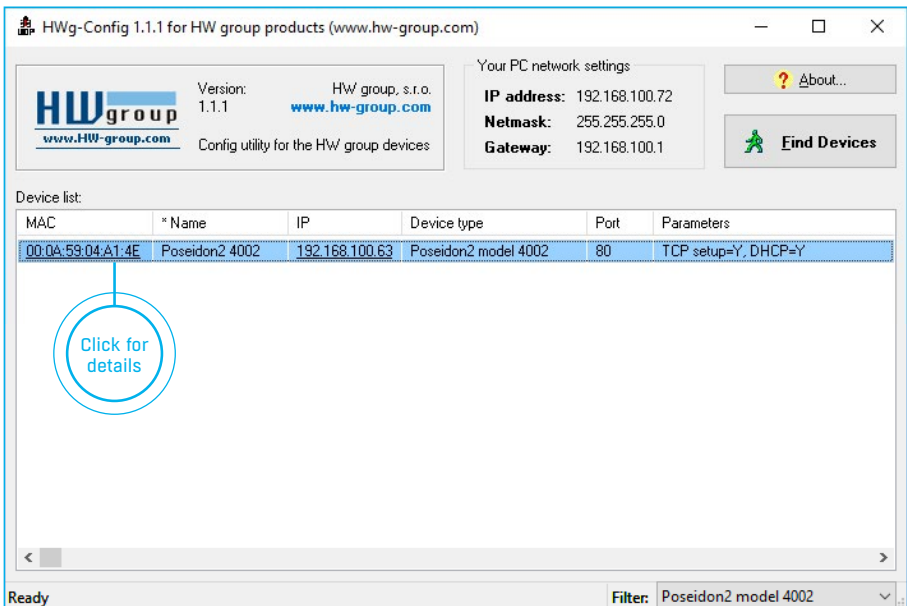 HWg-Config 1.1.1 for HW group products (www.hw-group.com)
HW group
www.HW-group.com
Version: HW group, s.r.o.
1.1.1 www.hw-group.com
Config utility for the HW group devices
Your PC network settings
IP address: 192.168.100.72
Netmask: 255.255.255.0
Gateway: 192.168.100.1
? About...
Find Devices
Device list:
MAC * Name IP Device type Port Parameters
00:0A:59:04:A1:4E Poseidon2 4002 192.168.100.63 Poseidon2 model 4002 80 TCP setup=Y, DHCP=Y
Click for
details
Ready Filter: Poseidon2 model 4002